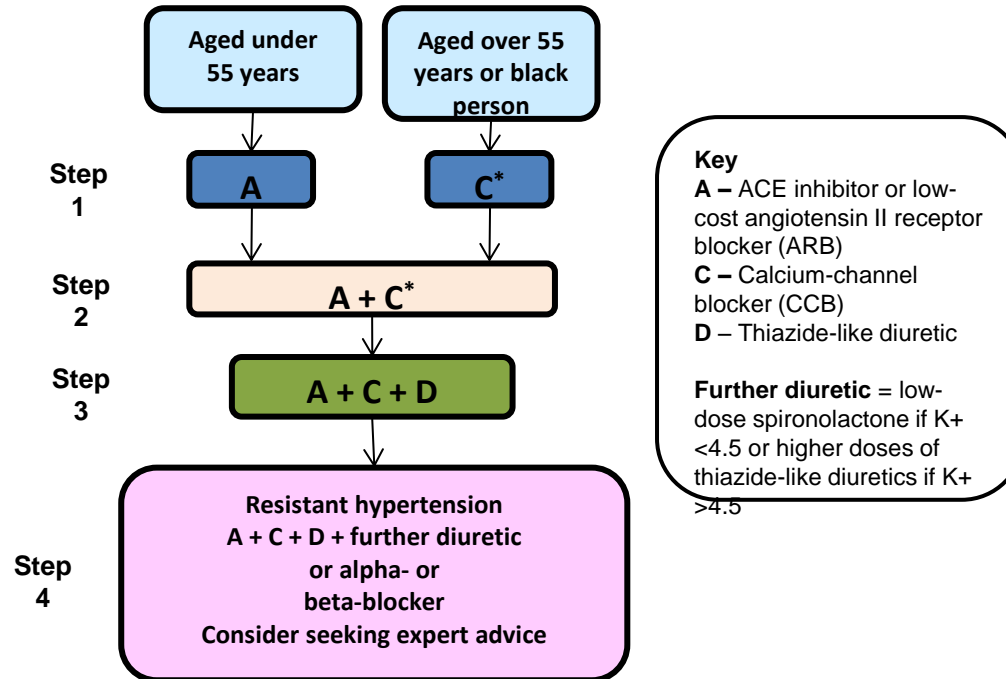 Aged under
55 years
Aged over 55
years or black
person
Step
1
A
C*
Step
2
A + C*
Step
3
A + C + D
Step
4
Resistant hypertension
A + C + D + further diuretic
or alpha- or
beta-blocker
Consider seeking expert advice
Key
A – ACE inhibitor or low-
cost angiotensin II receptor
blocker (ARB)
C – Calcium-channel
blocker (CCB)
D – Thiazide-like diuretic
Further diuretic = low-
dose spironolactone if K+
<4.5 or higher doses of
thiazide-like diuretics if K+
>4.5